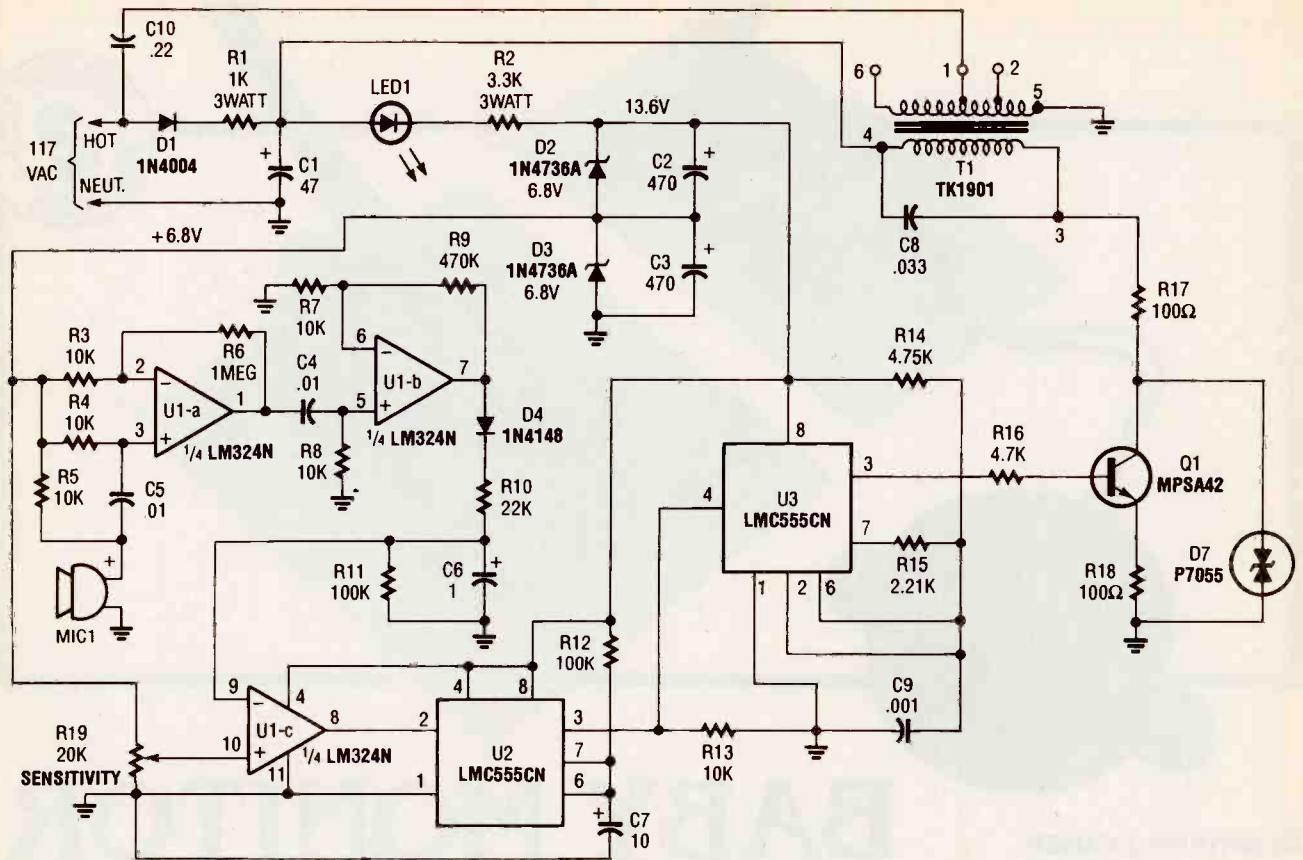 C10
.22
R1
1K
3WATT
LED1
R2
3.3K
3WATT
13.6V
6
1
2
5
4
T1
TK1901
3
117
VAC
HOT
NEUT.
D1
1N4004
+
C1
47
D2
1N4736A
6.8V
+
C2
470
C8
.033
+6.8V
R9
470K
D3
1N4736A
6.8V
+
C3
470
R7
10K
R17
100Ω
R3
10K
R6
1MEG
2
−
U1-a
+
1
3
1/4 LM324N
R4
10K
R5
10K
C5
.01
+
MIC1
C4
.01
R8
10K
6
−
U1-b
+
5
7
1/4 LM324N
D4
1N4148
R10
22K
R14
4.75K
8
3
4
U3
LMC555CN
7
1
2
6
R16
4.7K
Q1
MPSA42
R15
2.21K
D7
P7055
R18
100Ω
R11
100K
C6
1
+
R12
100K
C9
.001
9
−
4
U1-c
8
10
+
11
1/4 LM324N
R19
20K
SENSITIVITY
4
8
2
3
U2
LMC555CN
7
1
6
R13
10K
+
C7
10